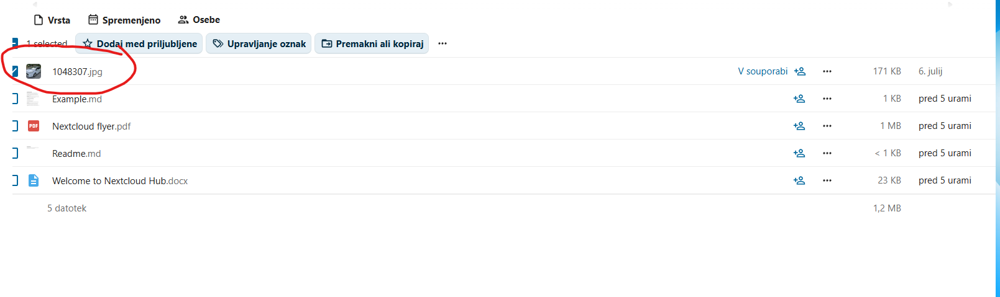 Vrsta Spremenjeno Osebe
1 selected Dodaj med priljubljene Upravljanje oznak Premakni ali kopiraj ···
1048307.jpg V souporabi ··· 171 KB 6. julij
Example.md ··· 1 KB pred 5 urami
PDF Nextcloud flyer.pdf ··· 1 MB pred 5 urami
Readme.md ··· < 1 KB pred 5 urami
Welcome to Nextcloud Hub.docx ··· 23 KB pred 5 urami
5 datotek 1,2 MB